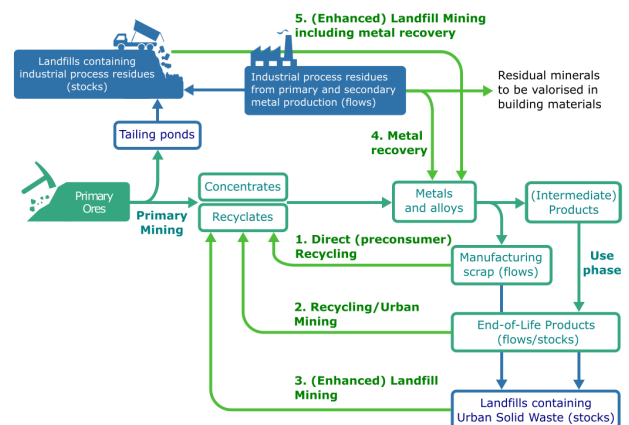 5. (Enhanced) Landfill Mining
including metal recovery
Landfills containing
industrial process residues
(stocks)
Industrial process residues
from primary and secondary
metal production (flows)
Residual minerals
to be valorised in
building materials
Tailing ponds
4. Metal
recovery
Primary
Ores
Primary
Mining
Concentrates
Recyclates
Metals
and alloys
(Intermediate)
Products
1. Direct (preconsumer)
Recycling
Manufacturing
scrap (flows)
Use
phase
2. Recycling/Urban
Mining
End-of-Life Products
(flows/stocks)
3. (Enhanced) Landfill
Mining
Landfills containing
Urban Solid Waste (stocks)